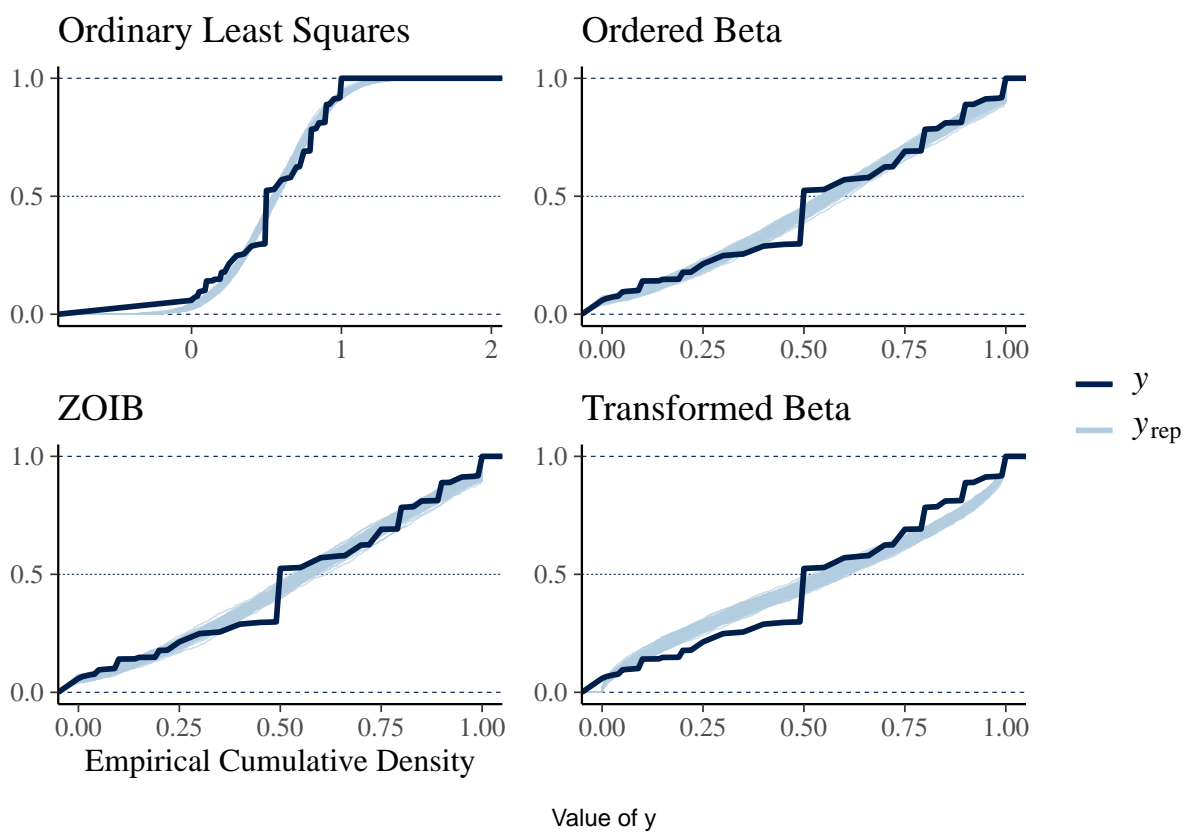 Ordinary Least Squares
Ordered Beta
1.0
0.5
0.0
0 1 2
1.0
0.5
0.0
0.00 0.25 0.50 0.75 1.00
ZOIB
Transformed Beta
1.0
0.5
0.0
0.00 0.25 0.50 0.75 1.00
Empirical Cumulative Density
1.0
0.5
0.0
0.00 0.25 0.50 0.75 1.00
y
yrep
Value of y